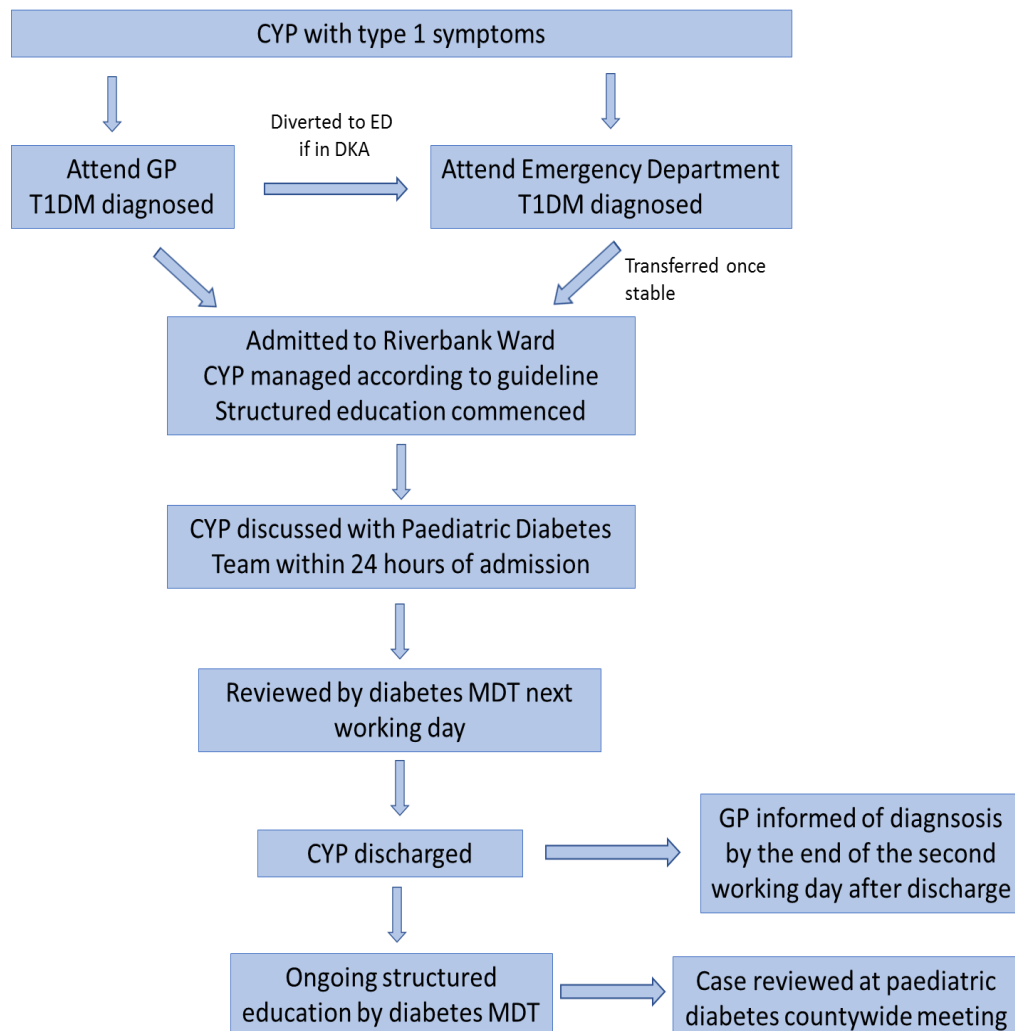 CYP with type 1 symptoms
Diverted to ED
if in DKA
Attend GP
T1DM diagnosed
Attend Emergency Department
T1DM diagnosed
Transferred once
stable
Admitted to Riverbank Ward
CYP managed according to guideline
Structured education commenced
CYP discussed with Paediatric Diabetes
Team within 24 hours of admission
Reviewed by diabetes MDT next
working day
CYP discharged
GP informed of diagnsosis
by the end of the second
working day after discharge
Ongoing structured
education by diabetes MDT
Case reviewed at paediatric
diabetes countywide meeting